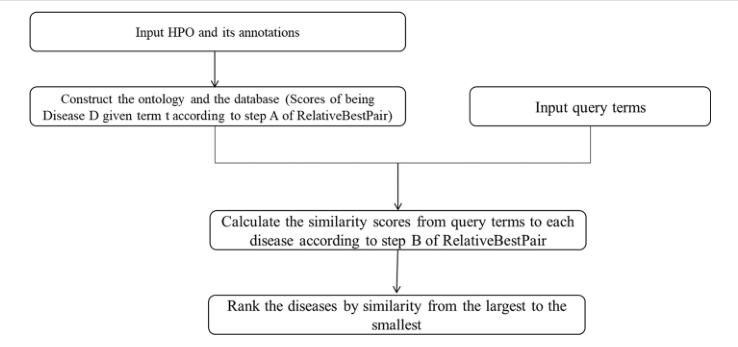 Input HPO and its annotations
Construct the ontology and the database (Scores of being
Disease D given term t according to step A of RelativeBestPair)
Input query terms
Calculate the similarity scores from query terms to each
disease according to step B of RelativeBestPair
Rank the diseases by similarity from the largest to the
smallest